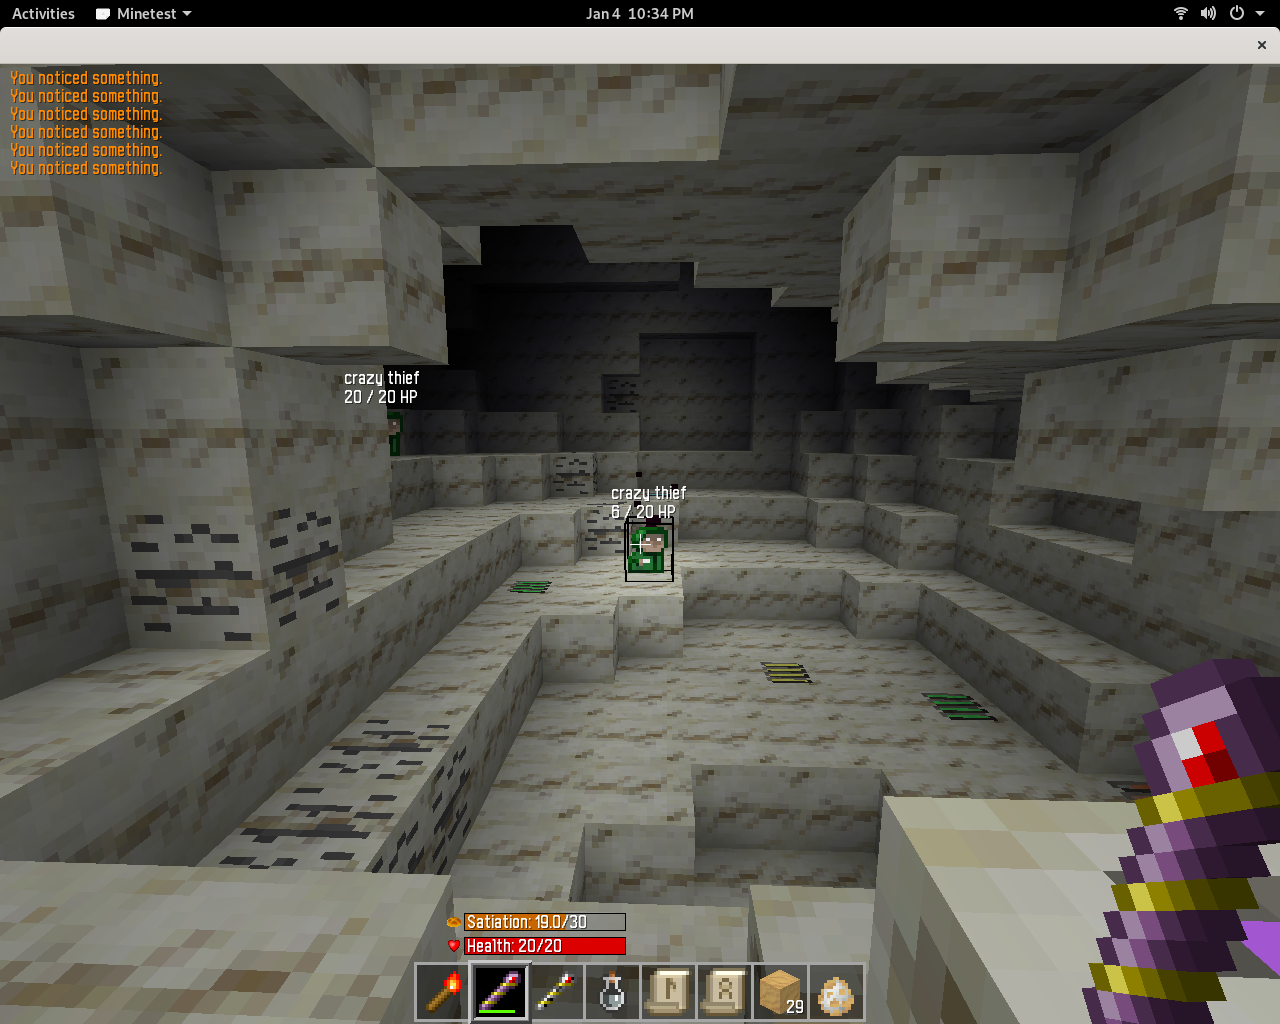 Activities Minetest Jan 4 10:34 PM
You noticed something.
You noticed something.
You noticed something.
You noticed something.
You noticed something.
You noticed something.
crazy thief
20 / 20 HP
crazy thief
6 / 20 HP
Satiation: 19.0/30
Health: 20/20
29